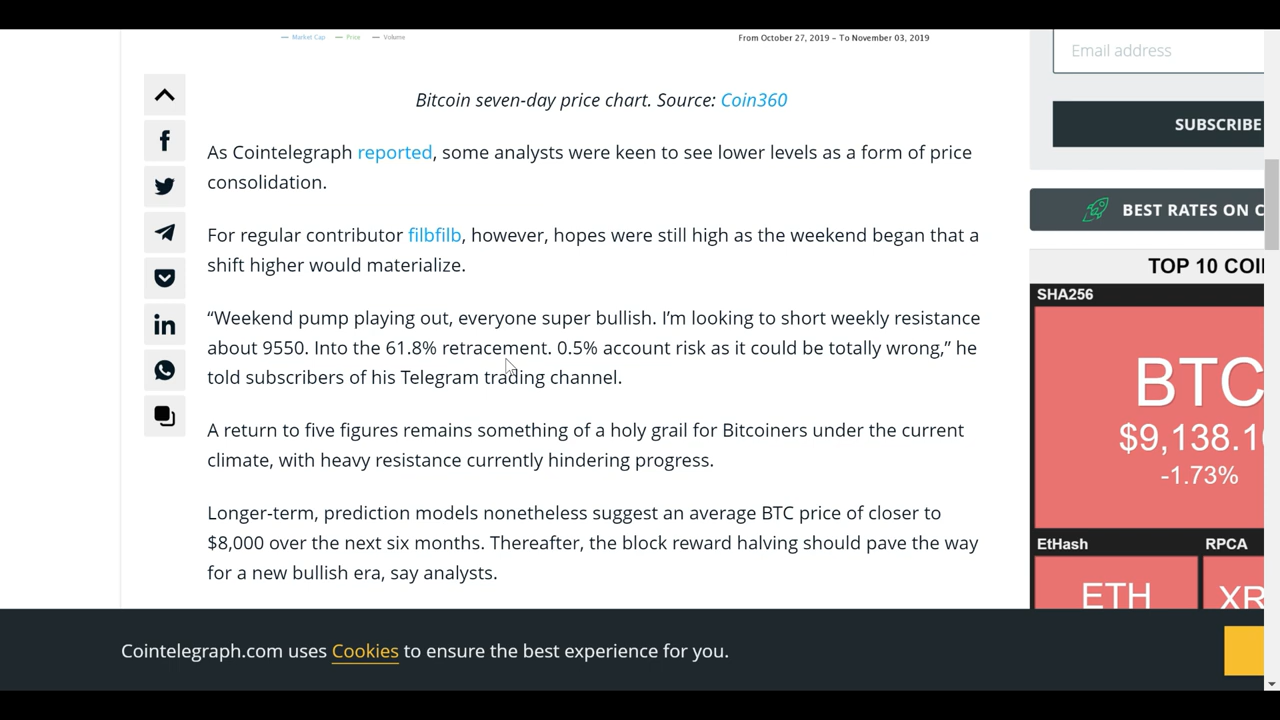 Market Cap Price Volume
From October 27, 2019 – To November 03, 2019
Bitcoin seven-day price chart. Source: Coin360
As Cointelegraph reported, some analysts were keen to see lower levels as a form of price
consolidation.
For regular contributor filbfilb, however, hopes were still high as the weekend began that a
shift higher would materialize.
“Weekend pump playing out, everyone super bullish. I’m looking to short weekly resistance
about 9550. Into the 61.8% retracement. 0.5% account risk as it could be totally wrong,” he
told subscribers of his Telegram trading channel.
A return to five figures remains something of a holy grail for Bitcoiners under the current
climate, with heavy resistance currently hindering progress.
Longer-term, prediction models nonetheless suggest an average BTC price of closer to
$8,000 over the next six months. Thereafter, the block reward halving should pave the way
for a new bullish era, say analysts.
Email address
SUBSCRIBE
BEST RATES ON C
TOP 10 COI
SHA256
BTC
$9,138.1
-1.73%
EtHash
ETH
RPCA
XR
Cointelegraph.com uses Cookies to ensure the best experience for you.